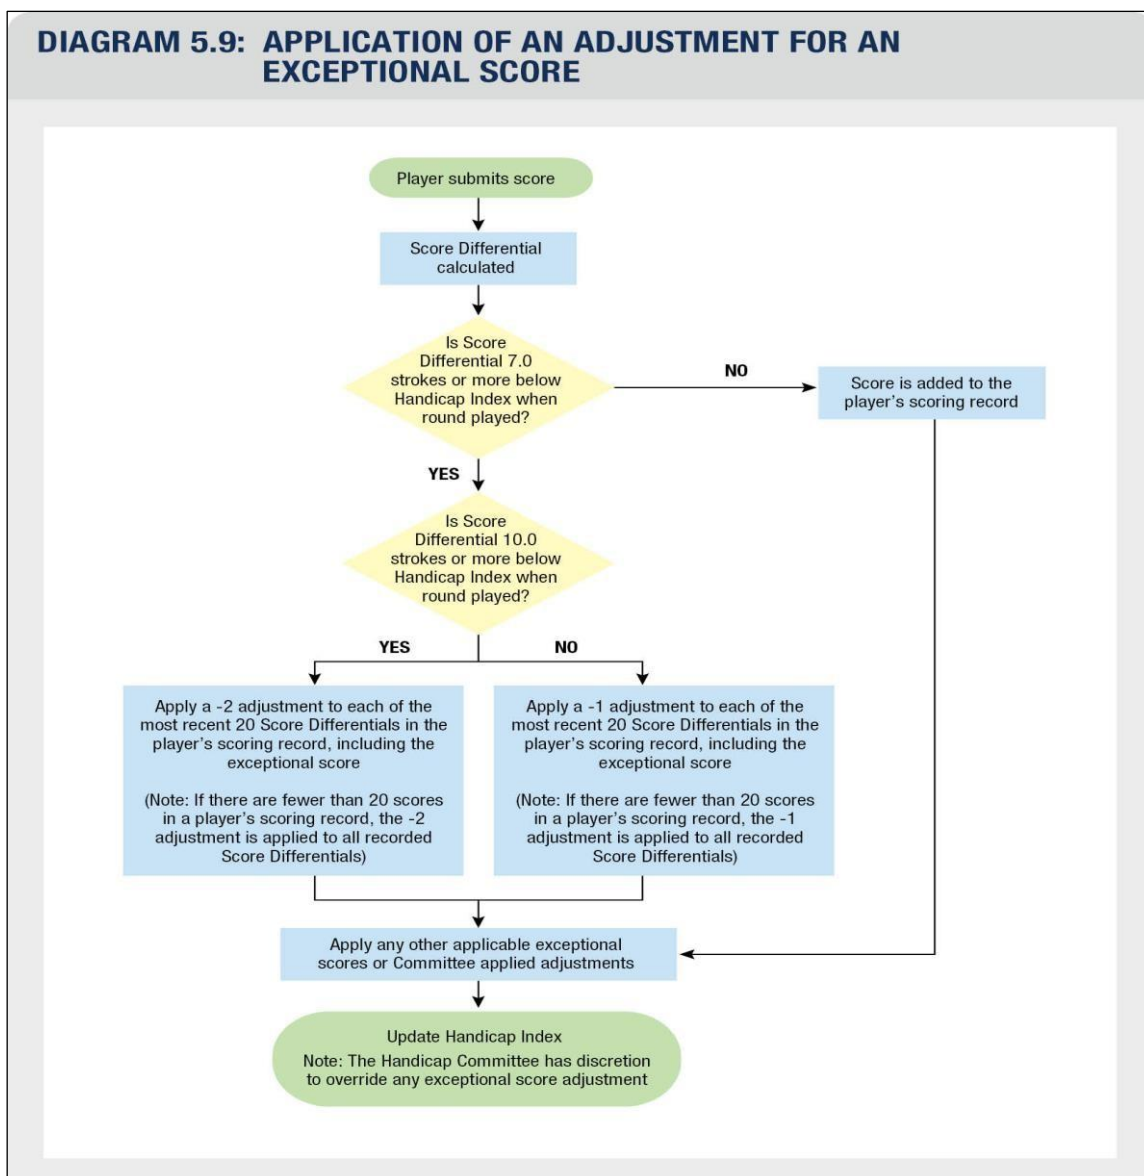 DIAGRAM 5.9: APPLICATION OF AN ADJUSTMENT FOR AN
EXCEPTIONAL SCORE
Player submits score
Score Differential
calculated
Is Score
Differential 7.0
strokes or more below
Handicap Index when
round played?
NO
Score is added to the
player's scoring record
YES
Is Score
Differential 10.0
strokes or more below
Handicap Index when
round played?
YES
NO
Apply a -2 adjustment to each of the
most recent 20 Score Differentials in the
player's scoring record, including the
exceptional score
(Note: If there are fewer than 20 scores
in a player's scoring record, the -2
adjustment is applied to all recorded
Score Differentials)
Apply a -1 adjustment to each of the
most recent 20 Score Differentials in the
player's scoring record, including the
exceptional score
(Note: If there are fewer than 20 scores
in a player's scoring record, the -1
adjustment is applied to all recorded
Score Differentials)
Apply any other applicable exceptional
scores or Committee applied adjustments
Update Handicap Index
Note: The Handicap Committee has discretion
to override any exceptional score adjustment